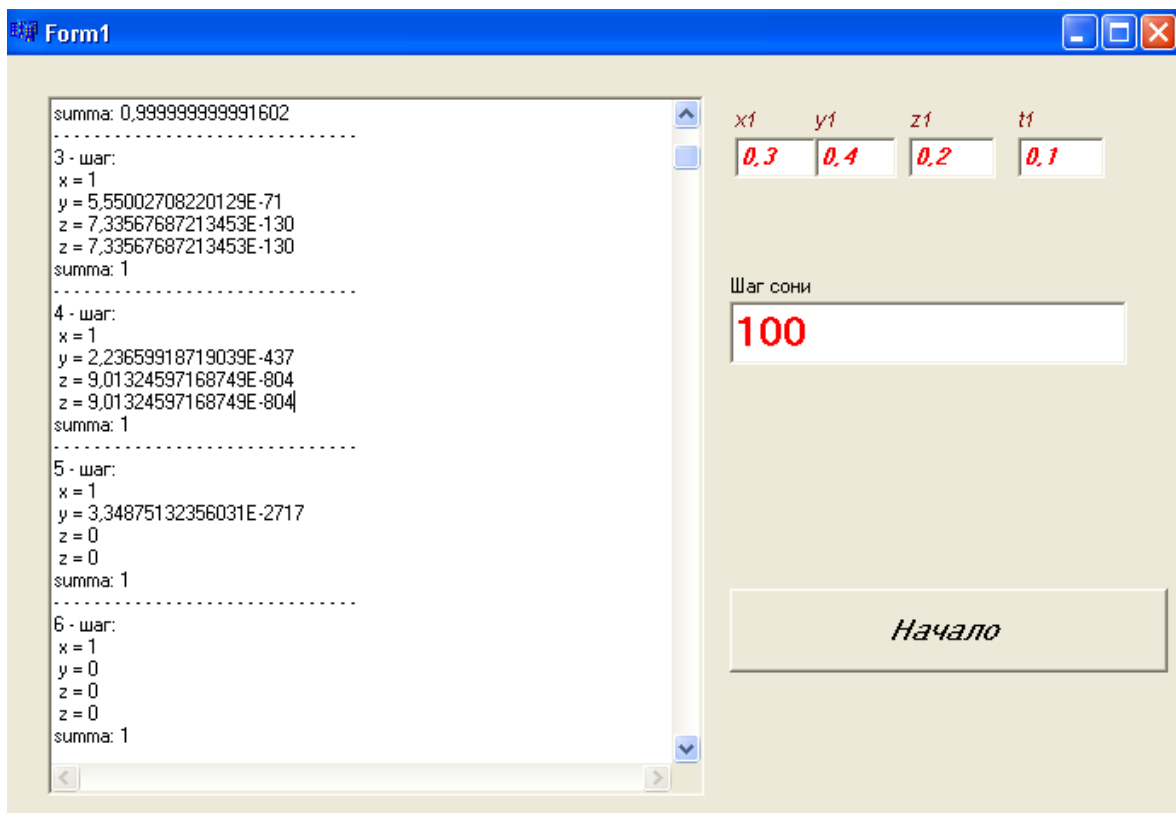 Form1
summa: 0,999999999991602
- - - - - - - - - - - - - - - - - - - - - - - - - - - - - -
3 - шаг:
x = 1
y = 5,55002708220129E-71
z = 7,33567687213453E-130
z = 7,33567687213453E-130
summa: 1
- - - - - - - - - - - - - - - - - - - - - - - - - - - - - -
4 - шаг:
x = 1
y = 2,23659918719039E-437
z = 9,01324597168749E-804
z = 9,01324597168749E-804
summa: 1
- - - - - - - - - - - - - - - - - - - - - - - - - - - - - -
5 - шаг:
x = 1
y = 3,34875132356031E-2717
z = 0
z = 0
summa: 1
- - - - - - - - - - - - - - - - - - - - - - - - - - - - - -
6 - шаг:
x = 1
y = 0
z = 0
z = 0
summa: 1
x1 y1 z1 t1
0,3 0,4 0,2 0,1
Шаг сони
100
Начало